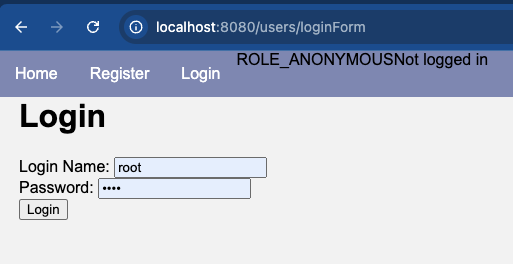 localhost:8080/users/loginForm
Home Register Login ROLE_ANONYMOUSNot logged in
Login
Login Name: root
Password: ••••
Login